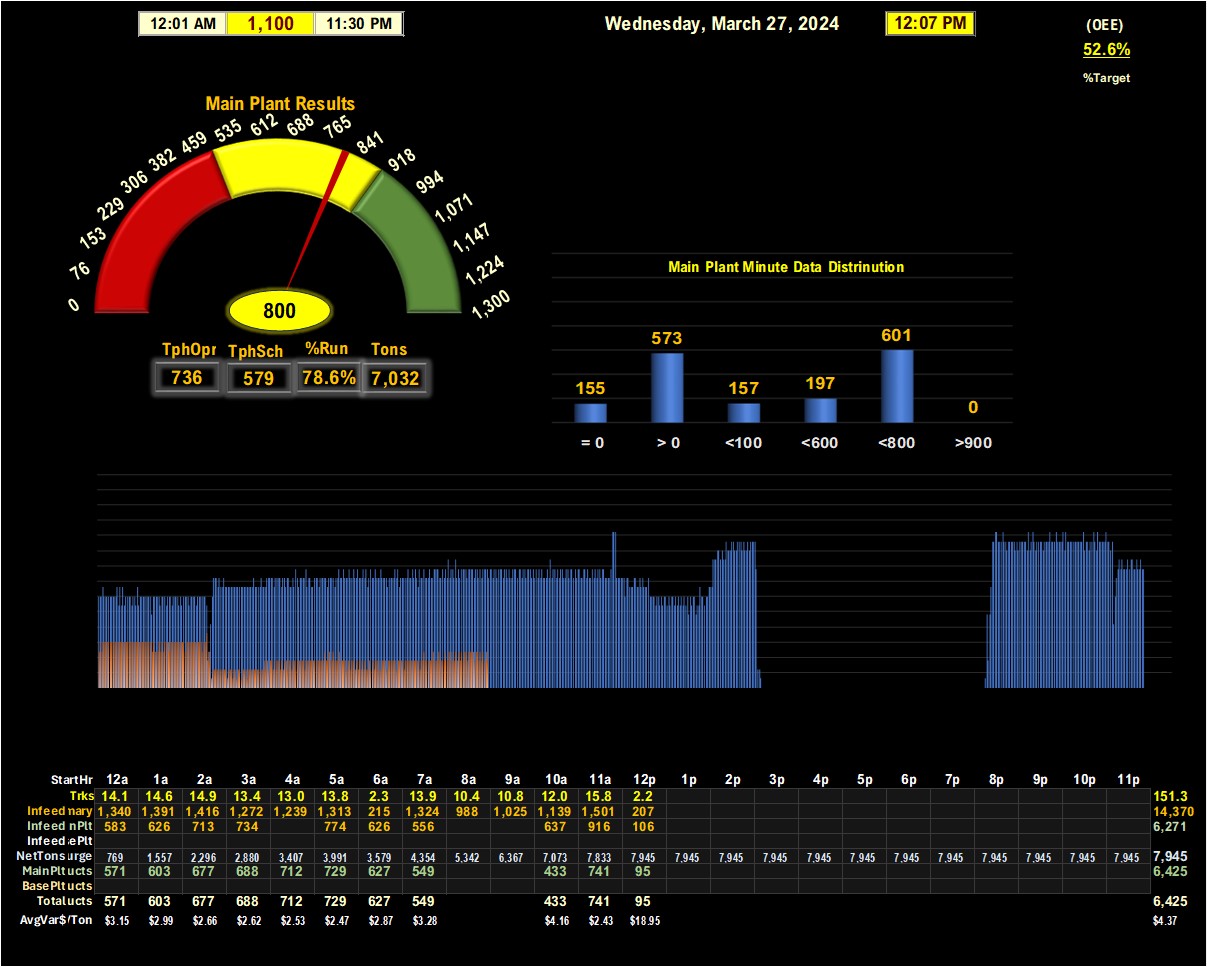 12:01 AM 1,100 11:30 PM Wednesday, March 27, 2024 12:07 PM (OEE)
52.6%
%Target
Main Plant Results
0 76 153 229 306 382 459 535 612 688 765 841 918 994 1,071 1,147 1,224 1,300
800
TphOpr TphSch %Run Tons
736 579 78.6% 7,032
Main Plant Minute Data Distrinution
155 573 157 197 601 0
= 0 > 0 <100 <600 <800 >900
StartHr 12a 1a 2a 3a 4a 5a 6a 7a 8a 9a 10a 11a 12p 1p 2p 3p 4p 5p 6p 7p 8p 9p 10p 11p
Trks 14.1 14.6 14.9 13.4 13.0 13.8 2.3 13.9 10.4 10.8 12.0 15.8 2.2 151.3
Infeed nary 1,340 1,391 1,416 1,272 1,239 1,313 215 1,324 988 1,025 1,139 1,501 207 14,370
Infeed nPlt 583 626 713 734 774 626 556 637 916 106 6,271
Infeed ePlt
NetTons urge 769 1,557 2,296 2,880 3,407 3,991 3,579 4,354 5,342 6,367 7,073 7,833 7,945 7,945 7,945 7,945 7,945 7,945 7,945 7,945 7,945 7,945 7,945 7,945 7,945
MainPlt ucts 571 603 677 688 712 729 627 549 433 741 95 6,425
BasePlt ucts
Total ucts 571 603 677 688 712 729 627 549 433 741 95 6,425
AvgVar$/Ton $3.15 $2.99 $2.66 $2.62 $2.53 $2.47 $2.87 $3.28 $4.16 $2.43 $18.95 $4.37